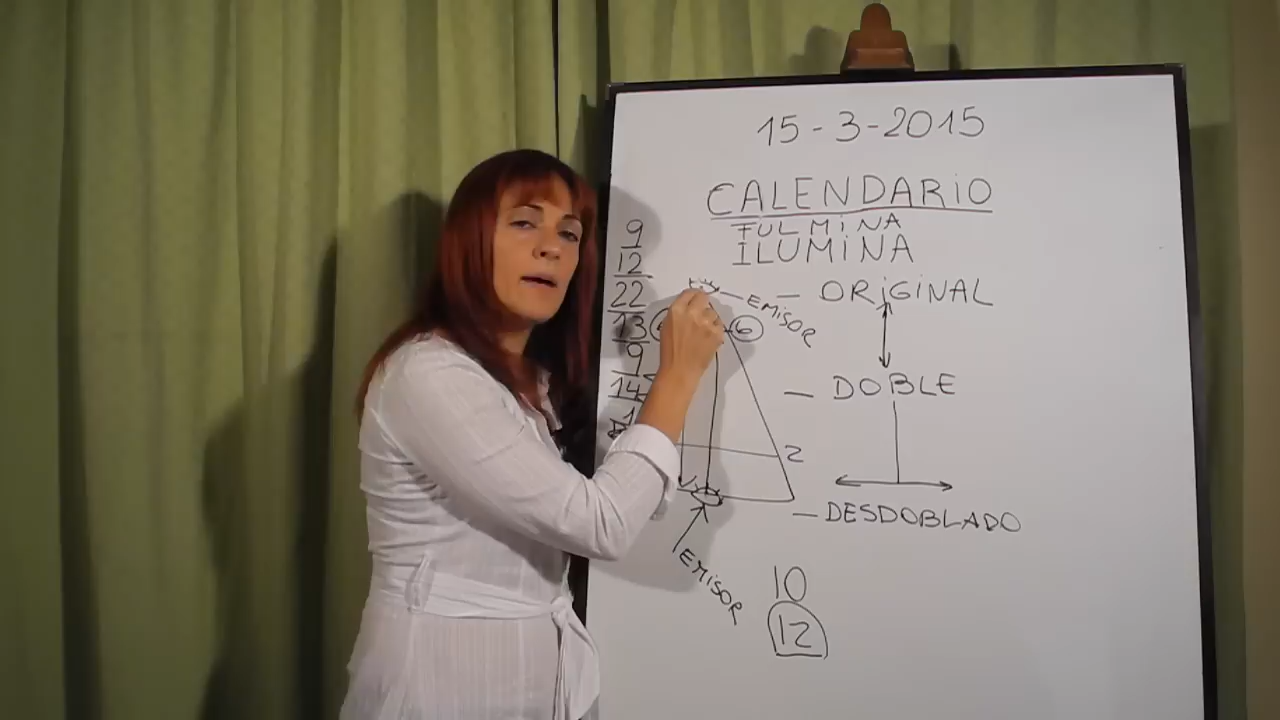 15-3-2015
CALENDARIO
FULMINA
ILUMINA
9
12
22
13
9
14
EMISOR
6
— ORIGINAL
— DOBLE
2
— DESDOBLADO
EMISOR
10
12